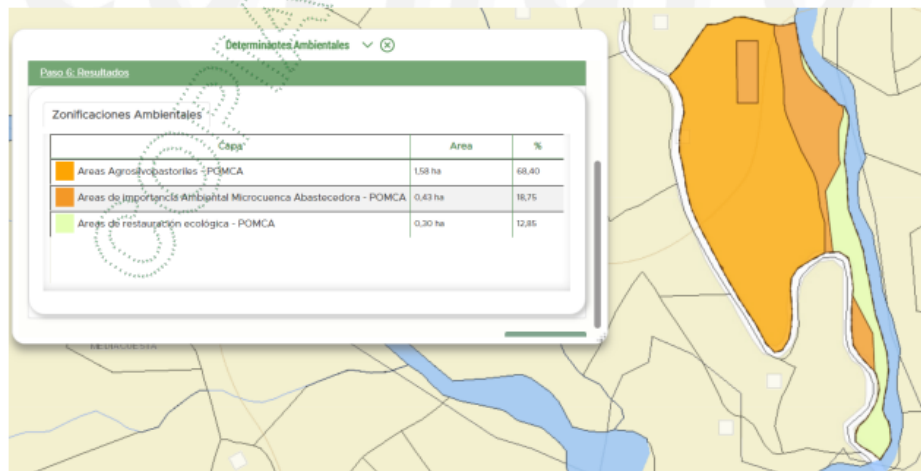 Determinantes Ambientales
Paso 6: Resultados
Zonificaciones Ambientales
Capa Area %
Areas Agrosilvopastoriles - POMCA 1,58 ha 68,40
Areas de importancia Ambiental Microcuenca Abastecedora - POMCA 0,43 ha 18,75
Areas de restauración ecológica - POMCA 0,30 ha 12,85
MEDIACUESTA